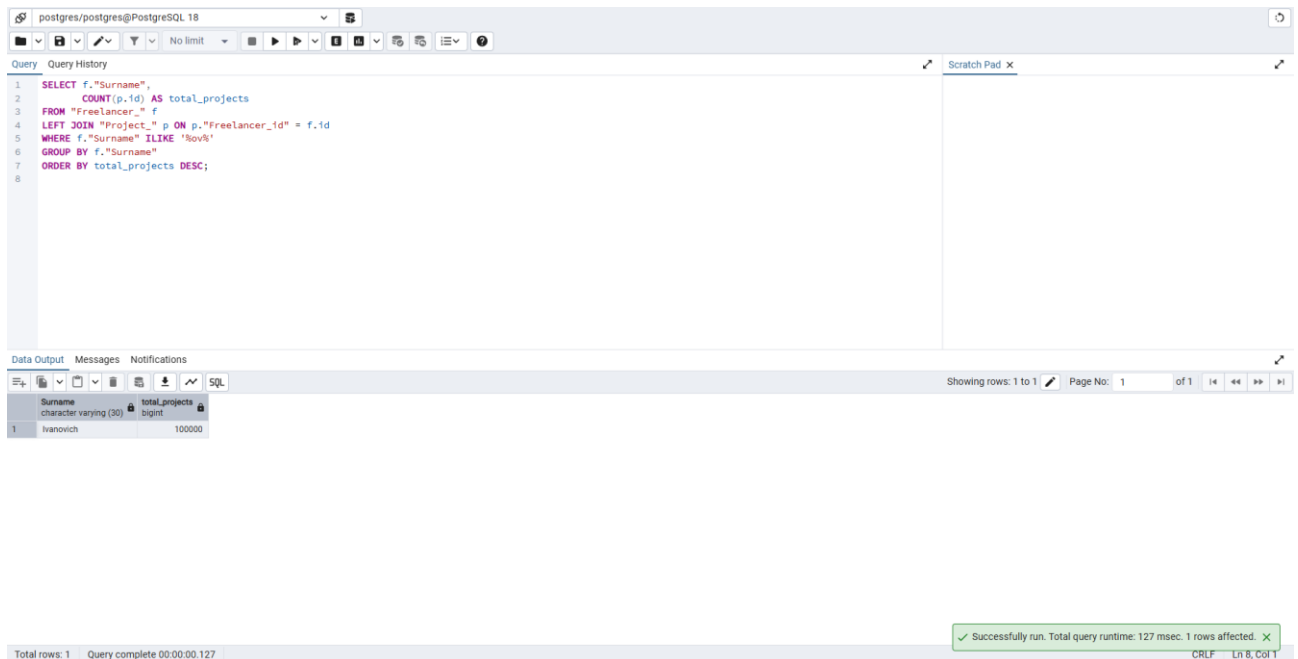 postgres/postgres@PostgreSQL 18
No limit
Query Query History
Scratch Pad
1 SELECT f."Surname",
2 COUNT(p.id) AS total_projects
3 FROM "Freelancer_" f
4 LEFT JOIN "Project_" p ON p."Freelancer_id" = f.id
5 WHERE f."Surname" ILIKE '%ov%'
6 GROUP BY f."Surname"
7 ORDER BY total_projects DESC;
8
Data Output Messages Notifications
SQL Showing rows: 1 to 1 Page No: 1 of 1
Surname total_projects
character varying (30) bigint
1 Ivanovich 100000
Successfully run. Total query runtime: 127 msec. 1 rows affected.
Total rows: 1 Query complete 00:00:00.127 CRLF Ln 8, Col 1